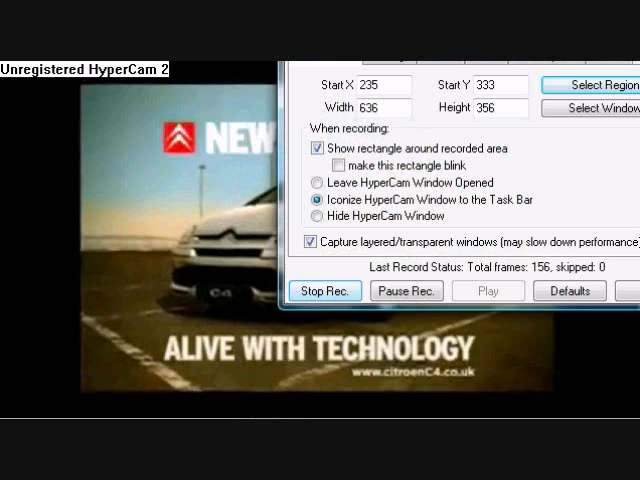 Unregistered HyperCam 2
Start X 235 Start Y 333 Select Region
Width 636 Height 356 Select Window
When recording:
Show rectangle around recorded area
make this rectangle blink
Leave HyperCam Window Opened
Iconize HyperCam Window to the Task Bar
Hide HyperCam Window
Capture layered/transparent windows (may slow down performance)
Last Record Status: Total frames: 156, skipped: 0
Stop Rec. Pause Rec. Play Defaults
NEW
C4
ALIVE WITH TECHNOLOGY
www.citroenC4.co.uk